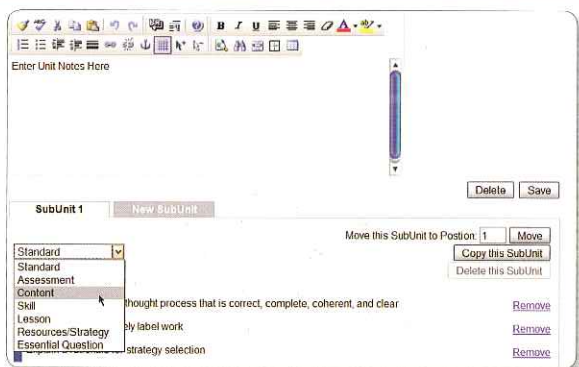 B I U
Enter Unit Notes Here
Delete Save
SubUnit 1 New SubUnit
Move this SubUnit to Postion: 1 Move
Standard
Copy this SubUnit
Standard
Delete this SubUnit
Assessment
Content
thought process that is correct, complete, coherent, and clear Remove
Skill
Lesson
ely label work Remove
Resources/Strategy
Essential Question
strategy selection Remove